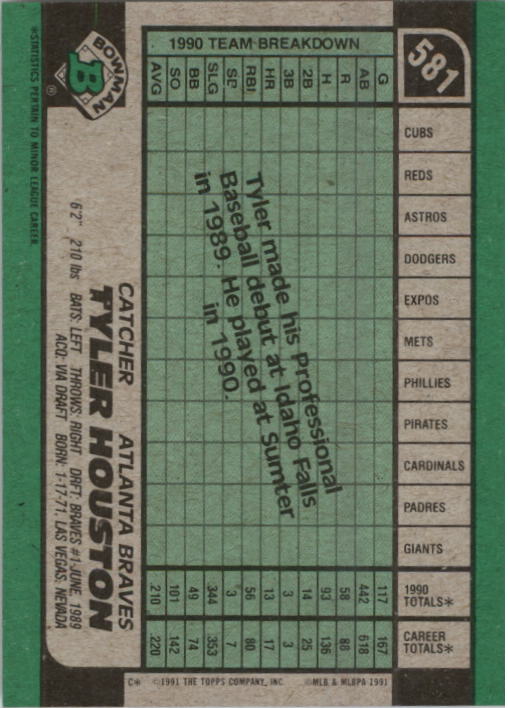 581
1990 TEAM BREAKDOWN
G AB R H 2B 3B HR RBI SB SLG BB SO AVG
CUBS
REDS
ASTROS
DODGERS
EXPOS
METS
PHILLIES
PIRATES
CARDINALS
PADRES
GIANTS
1990 TOTALS* 117 442 58 93 14 3 13 56 3 344 49 101 210
CAREER TOTALS* 167 618 88 136 25 3 17 80 7 353 74 142 .220
Tyler made his Professional
Baseball debut at Idaho Falls
in 1989. He played at Sumter
in 1990.
CATCHER ATLANTA BRAVES
TYLER HOUSTON
6'2" 210 lbs BATS: LEFT THROWS: RIGHT DRFT: BRAVES #1-JUNE, 1989
ACQ: VIA DRAFT BORN: 1-17-71, LAS VEGAS, NEVADA
BOWMAN
B
®
*STATISTICS PERTAIN TO MINOR LEAGUE CAREER.
C* ©1991 THE TOPPS COMPANY, INC. ©MLB & MLBPA 1991